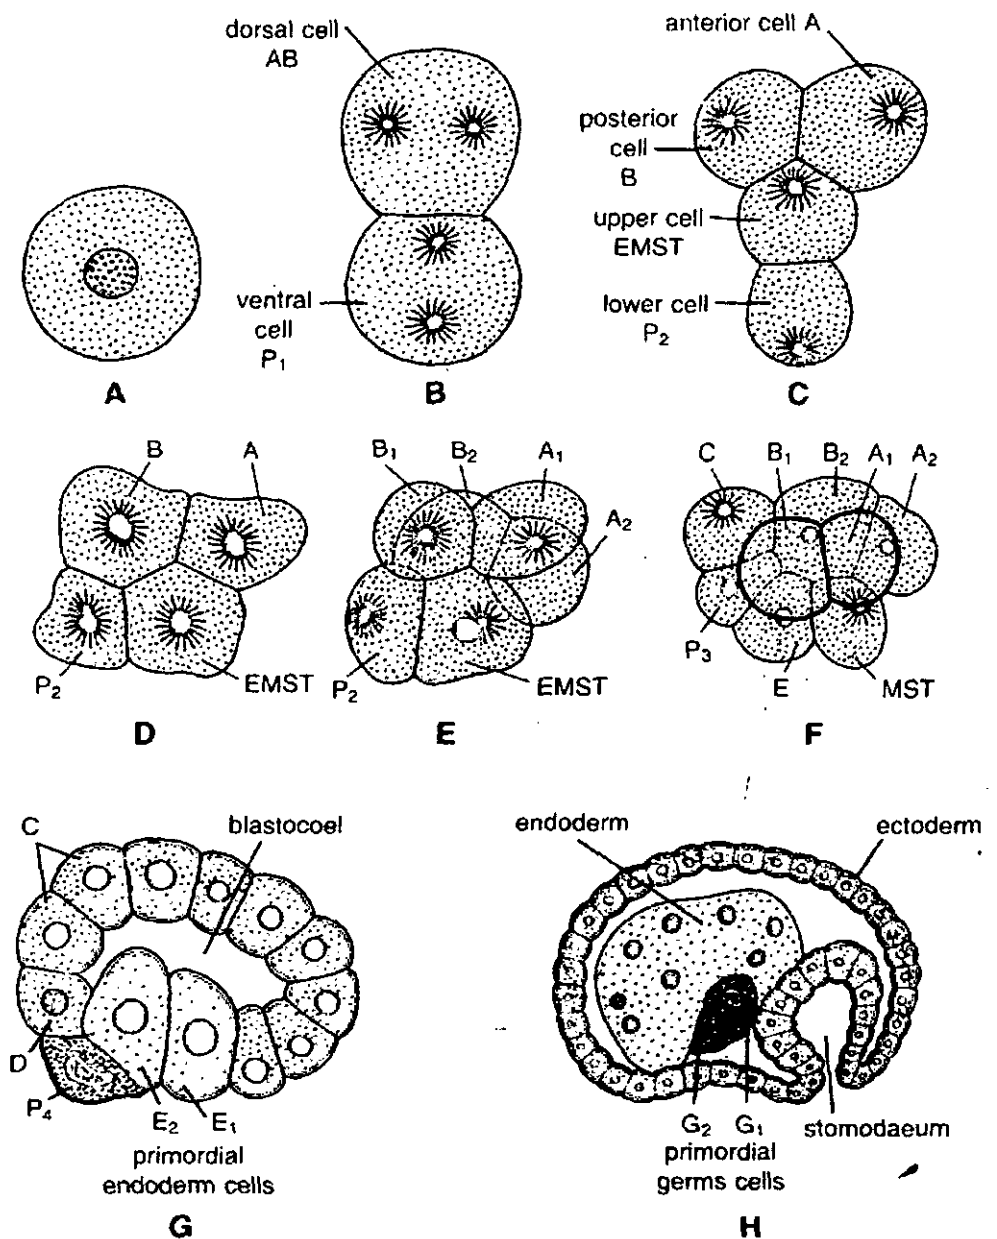 dorsal cell
AB
ventral
cell
P₁
anterior cell A
posterior
cell
B
upper cell
EMST
lower cell
P₂
A
B
C
B
A
P₂
EMST
D
B₁
B₂
A₁
A₂
P₂
EMST
E
C
B₁
B₂
A₁
A₂
P₃
E
MST
F
C
blastocoel
D
P₄
E₂
E₁
primordial
endoderm cells
G
endoderm
ectoderm
G₂
G₁
stomodaeum
primordial
germs cells
H